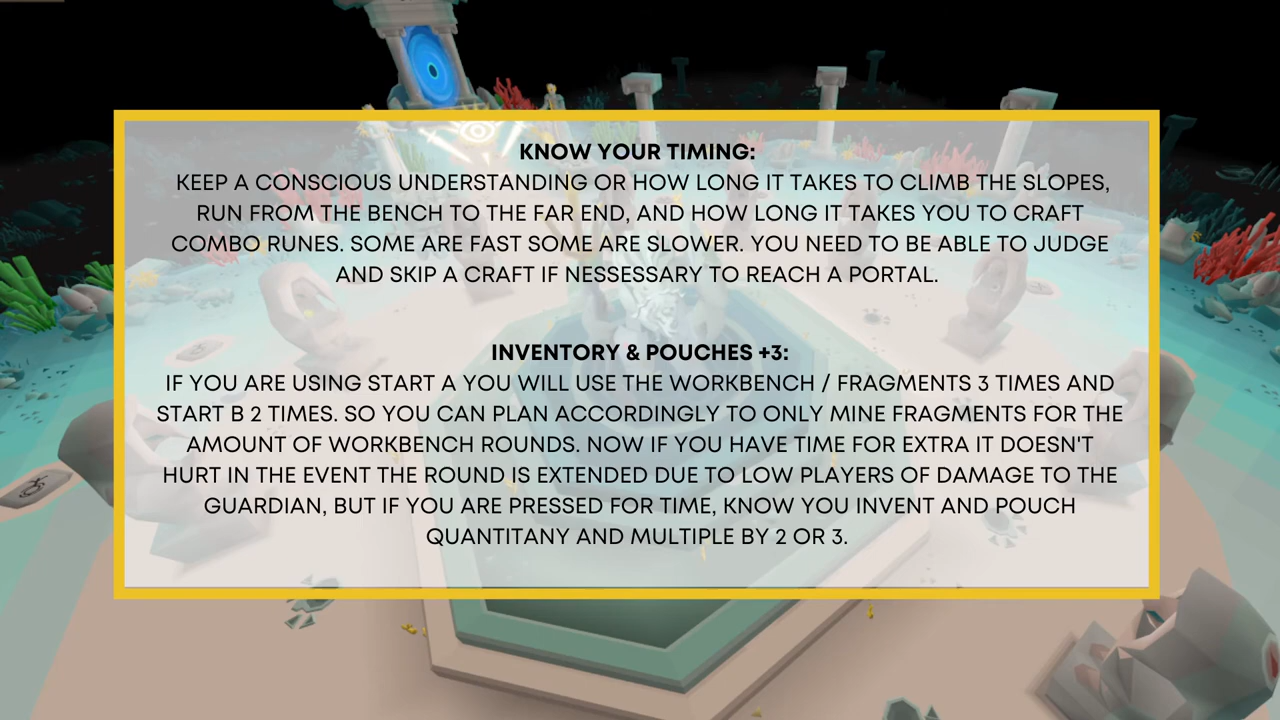 KNOW YOUR TIMING:
KEEP A CONSCIOUS UNDERSTANDING OR HOW LONG IT TAKES TO CLIMB THE SLOPES,
RUN FROM THE BENCH TO THE FAR END, AND HOW LONG IT TAKES YOU TO CRAFT
COMBO RUNES. SOME ARE FAST SOME ARE SLOWER. YOU NEED TO BE ABLE TO JUDGE
AND SKIP A CRAFT IF NESSESSARY TO REACH A PORTAL.
INVENTORY & POUCHES +3:
IF YOU ARE USING START A YOU WILL USE THE WORKBENCH / FRAGMENTS 3 TIMES AND
START B 2 TIMES. SO YOU CAN PLAN ACCORDINGLY TO ONLY MINE FRAGMENTS FOR THE
AMOUNT OF WORKBENCH ROUNDS. NOW IF YOU HAVE TIME FOR EXTRA IT DOESN'T
HURT IN THE EVENT THE ROUND IS EXTENDED DUE TO LOW PLAYERS OF DAMAGE TO THE
GUARDIAN, BUT IF YOU ARE PRESSED FOR TIME, KNOW YOU INVENT AND POUCH
QUANTITANY AND MULTIPLE BY 2 OR 3.